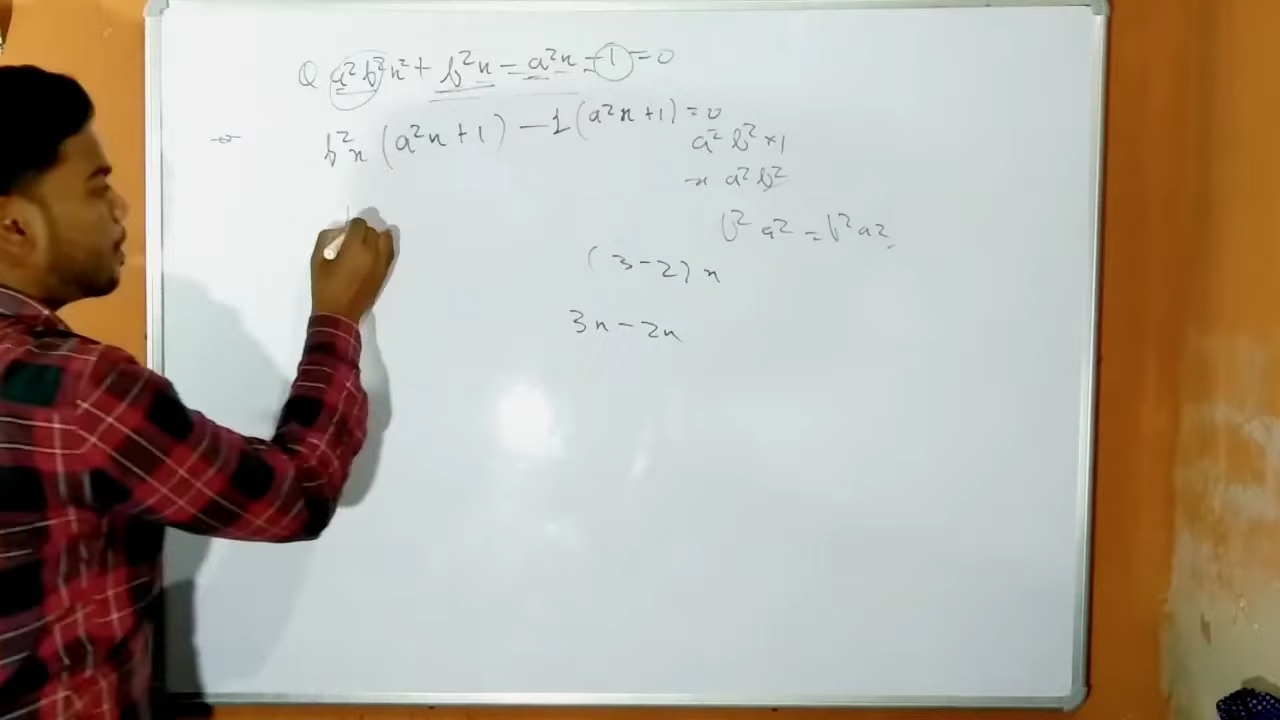 Q a²b²x² + b²x - a²x - 1 = 0
b²x (a²x + 1) - 1 (a²x + 1) = 0
a² b² × 1
a² b²
b² a² = b² a²
(3 - 2) x
3x - 2x